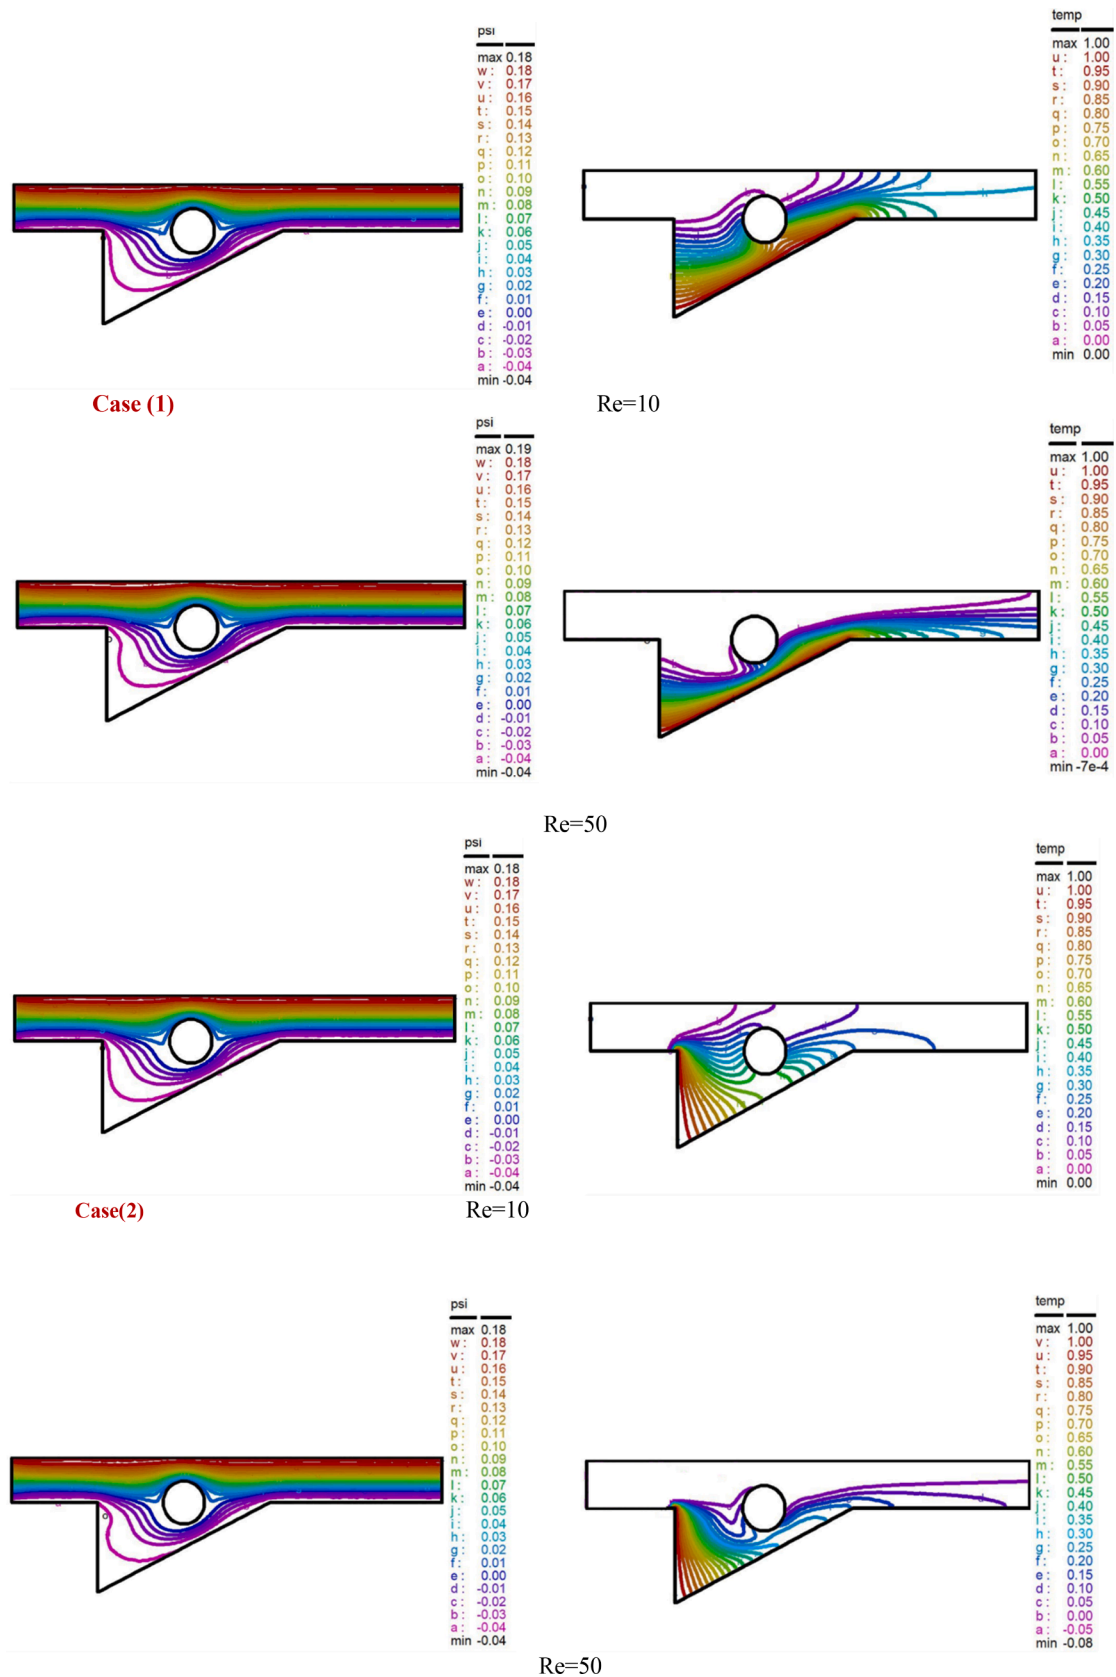 psi
max 0.18
w : 0.18
v : 0.17
u : 0.16
t : 0.15
s : 0.14
r : 0.13
q : 0.12
p : 0.11
o : 0.10
n : 0.09
m : 0.08
l : 0.07
k : 0.06
j : 0.05
i : 0.04
h : 0.03
g : 0.02
f : 0.01
e : 0.00
d : -0.01
c : -0.02
b : -0.03
a : -0.04
min -0.04
temp
max 1.00
u : 1.00
t : 0.95
s : 0.90
r : 0.85
q : 0.80
p : 0.75
o : 0.70
n : 0.65
m : 0.60
l : 0.55
k : 0.50
j : 0.45
i : 0.40
h : 0.35
g : 0.30
f : 0.25
e : 0.20
d : 0.15
c : 0.10
b : 0.05
a : 0.00
min 0.00
Case (1)
Re=10
psi
max 0.19
w : 0.18
v : 0.17
u : 0.16
t : 0.15
s : 0.14
r : 0.13
q : 0.12
p : 0.11
o : 0.10
n : 0.09
m : 0.08
l : 0.07
k : 0.06
j : 0.05
i : 0.04
h : 0.03
g : 0.02
f : 0.01
e : 0.00
d : -0.01
c : -0.02
b : -0.03
a : -0.04
min -0.04
temp
max 1.00
u : 1.00
t : 0.95
s : 0.90
r : 0.85
q : 0.80
p : 0.75
o : 0.70
n : 0.65
m : 0.60
l : 0.55
k : 0.50
j : 0.45
i : 0.40
h : 0.35
g : 0.30
f : 0.25
e : 0.20
d : 0.15
c : 0.10
b : 0.05
a : 0.00
min -7e-4
Re=50
psi
max 0.18
w : 0.18
v : 0.17
u : 0.16
t : 0.15
s : 0.14
r : 0.13
q : 0.12
p : 0.11
o : 0.10
n : 0.09
m : 0.08
l : 0.07
k : 0.06
j : 0.05
i : 0.04
h : 0.03
g : 0.02
f : 0.01
e : 0.00
d : -0.01
c : -0.02
b : -0.03
a : -0.04
min -0.04
temp
max 1.00
u : 1.00
t : 0.95
s : 0.90
r : 0.85
q : 0.80
p : 0.75
o : 0.70
n : 0.65
m : 0.60
l : 0.55
k : 0.50
j : 0.45
i : 0.40
h : 0.35
g : 0.30
f : 0.25
e : 0.20
d : 0.15
c : 0.10
b : 0.05
a : 0.00
min 0.00
Case(2)
Re=10
psi
max 0.18
w : 0.18
v : 0.17
u : 0.16
t : 0.15
s : 0.14
r : 0.13
q : 0.12
p : 0.11
o : 0.10
n : 0.09
m : 0.08
l : 0.07
k : 0.06
j : 0.05
i : 0.04
h : 0.03
g : 0.02
f : 0.01
e : 0.00
d : -0.01
c : -0.02
b : -0.03
a : -0.04
min -0.04
temp
max 1.00
v : 1.00
u : 0.95
t : 0.90
s : 0.85
r : 0.80
q : 0.75
p : 0.70
o : 0.65
n : 0.60
m : 0.55
l : 0.50
k : 0.45
j : 0.40
i : 0.35
h : 0.30
g : 0.25
f : 0.20
e : 0.15
d : 0.10
c : 0.05
b : 0.00
a : -0.05
min -0.08
Re=50